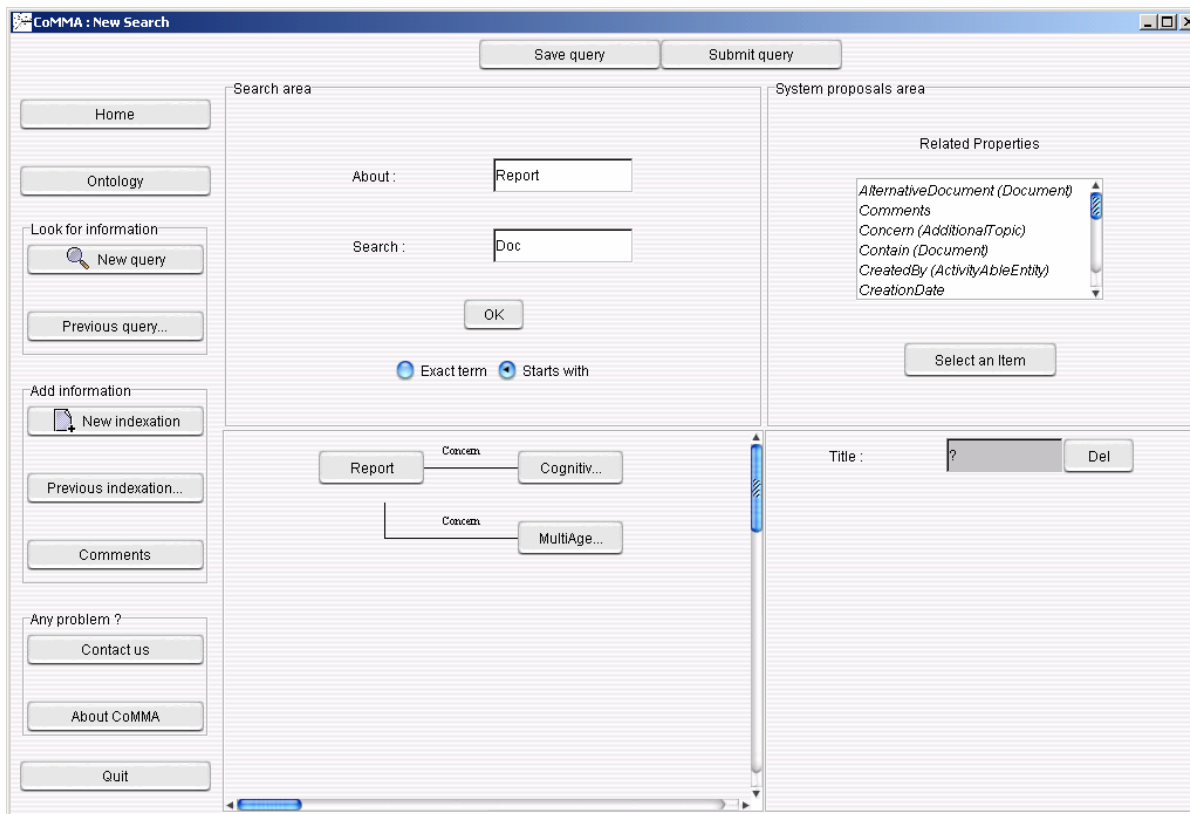 CoMMA : New Search
Save query
Submit query
Home
Ontology
Look for information
New query
Previous query...
Add information
New indexation
Previous indexation...
Comments
Any problem ?
Contact us
About CoMMA
Quit
Search area
About :
Report
Search :
Doc
OK
Exact term
Starts with
System proposals area
Related Properties
AlternativeDocument (Document)
Comments
Concern (AdditionalTopic)
Contain (Document)
CreatedBy (ActivityAbleEntity)
CreationDate
Select an Item
Report
Concern
Cognitiv...
Concern
MultiAge...
Title :
?
Del